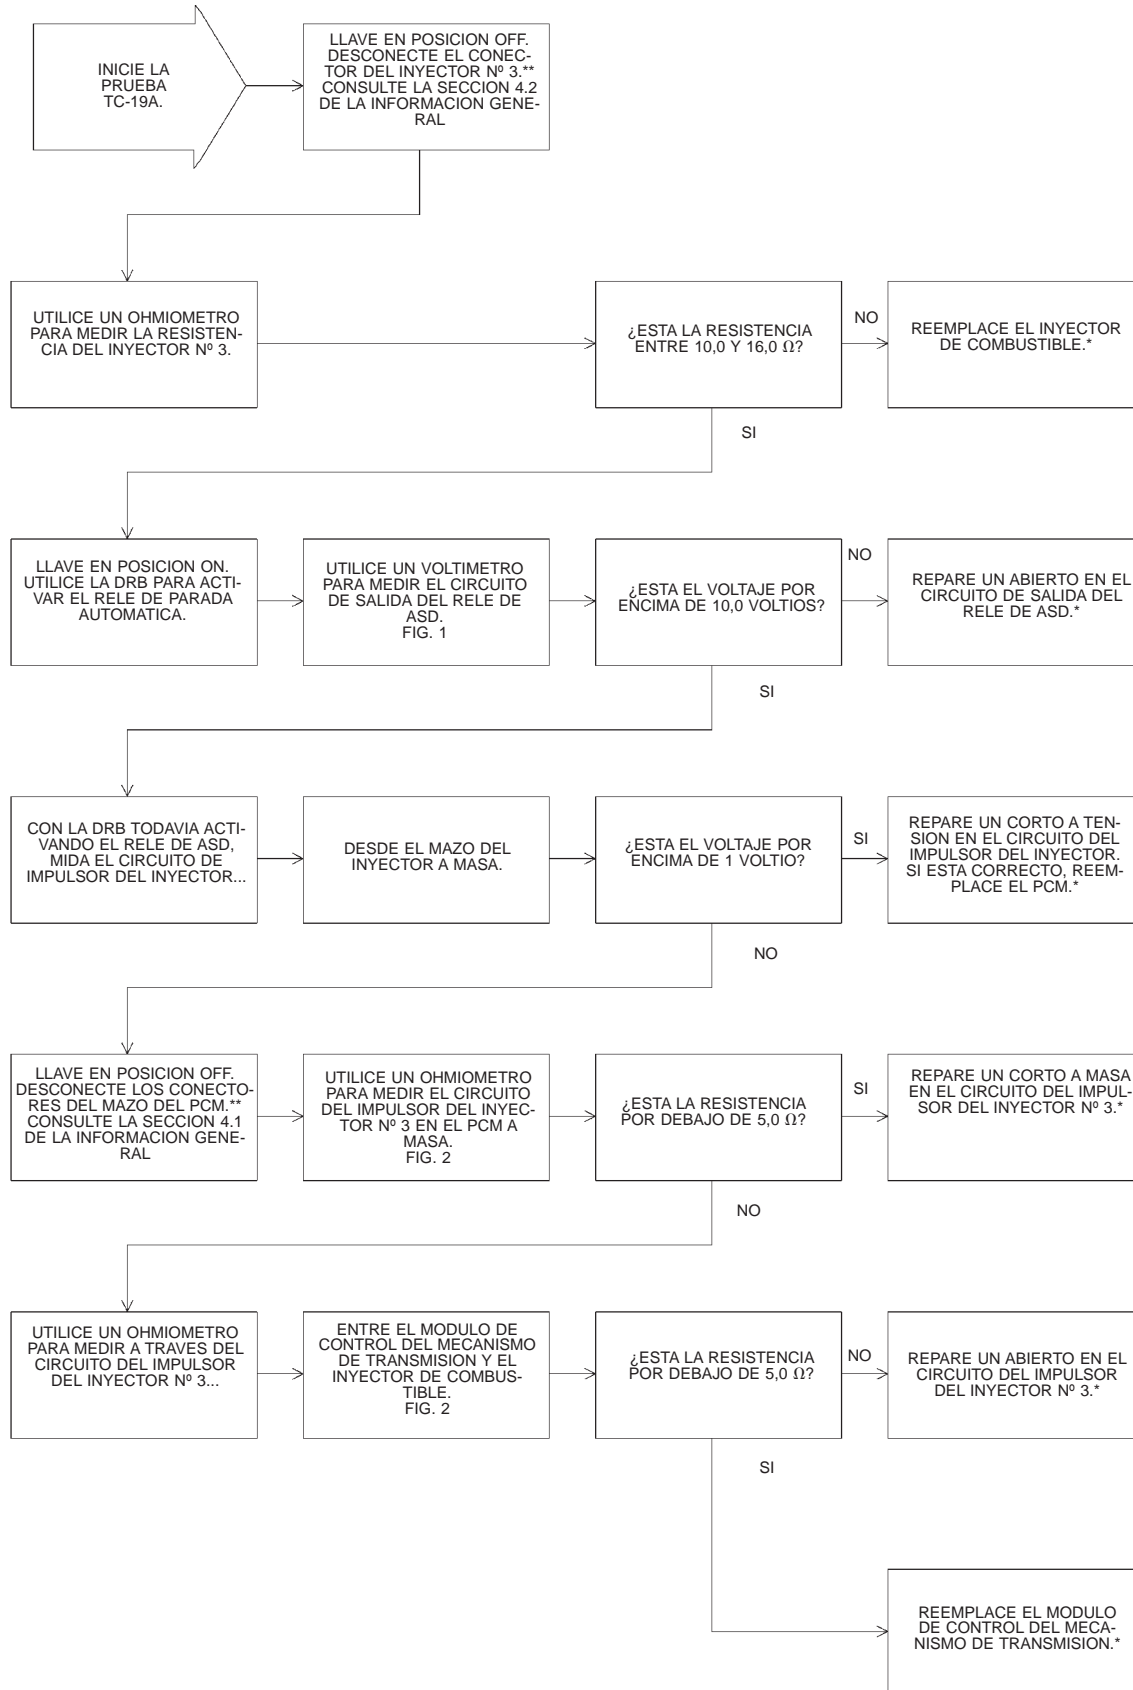 INICIE LA
PRUEBA
TC-19A.
LLAVE EN POSICION OFF.
DESCONECTE EL CONEC-
TOR DEL INYECTOR Nº 3.**
CONSULTE LA SECCION 4.2
DE LA INFORMACION GENE-
RAL
UTILICE UN OHMIOMETRO
PARA MEDIR LA RESISTEN-
CIA DEL INYECTOR Nº 3.
¿ESTA LA RESISTENCIA
ENTRE 10,0 Y 16,0 Ω?
NO
REEMPLACE EL INYECTOR
DE COMBUSTIBLE.*
SI
LLAVE EN POSICION ON.
UTILICE LA DRB PARA ACTI-
VAR EL RELE DE PARADA
AUTOMATICA.
UTILICE UN VOLTIMETRO
PARA MEDIR EL CIRCUITO
DE SALIDA DEL RELE DE
ASD.
FIG. 1
¿ESTA EL VOLTAJE POR
ENCIMA DE 10,0 VOLTIOS?
NO
REPARE UN ABIERTO EN EL
CIRCUITO DE SALIDA DEL
RELE DE ASD.*
SI
CON LA DRB TODAVIA ACTI-
VANDO EL RELE DE ASD,
MIDA EL CIRCUITO DE
IMPULSOR DEL INYECTOR...
DESDE EL MAZO DEL
INYECTOR A MASA.
¿ESTA EL VOLTAJE POR
ENCIMA DE 1 VOLTIO?
SI
REPARE UN CORTO A TEN-
SION EN EL CIRCUITO DEL
IMPULSOR DEL INYECTOR.
SI ESTA CORRECTO, REEM-
PLACE EL PCM.*
NO
LLAVE EN POSICION OFF.
DESCONECTE LOS CONECTO-
RES DEL MAZO DEL PCM.**
CONSULTE LA SECCION 4.1
DE LA INFORMACION GENE-
RAL
UTILICE UN OHMIOMETRO
PARA MEDIR EL CIRCUITO
DEL IMPULSOR DEL INYEC-
TOR Nº 3 EN EL PCM A
MASA.
FIG. 2
¿ESTA LA RESISTENCIA
POR DEBAJO DE 5,0 Ω?
SI
REPARE UN CORTO A MASA
EN EL CIRCUITO DEL IMPUL-
SOR DEL INYECTOR Nº 3.*
NO
UTILICE UN OHMIOMETRO
PARA MEDIR A TRAVES DEL
CIRCUITO DEL IMPULSOR
DEL INYECTOR Nº 3...
ENTRE EL MODULO DE
CONTROL DEL MECANISMO
DE TRANSMISION Y EL
INYECTOR DE COMBUS-
TIBLE.
FIG. 2
¿ESTA LA RESISTENCIA
POR DEBAJO DE 5,0 Ω?
NO
REPARE UN ABIERTO EN EL
CIRCUITO DEL IMPULSOR
DEL INYECTOR Nº 3.*
SI
REEMPLACE EL MODULO
DE CONTROL DEL MECA-
NISMO DE TRANSMISION.*